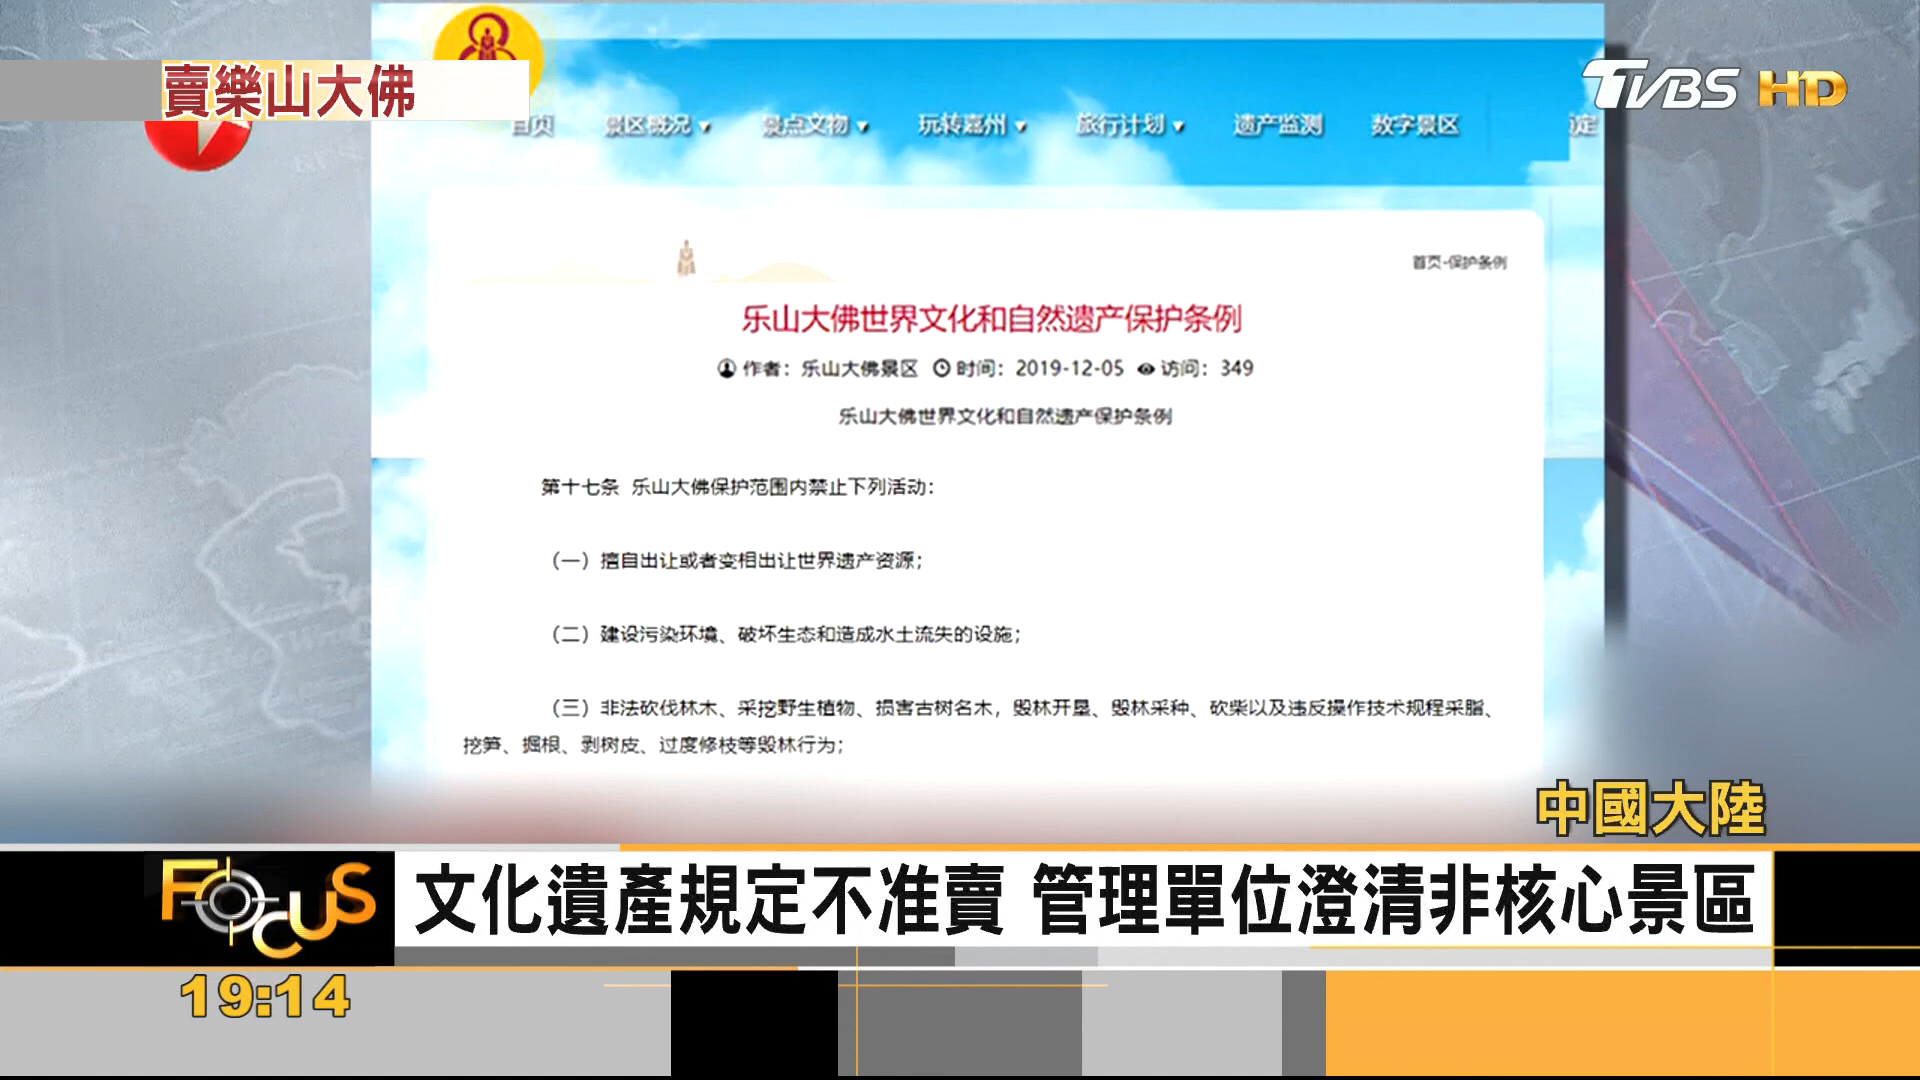 賣樂山大佛
TVBS HD
首页 景区概况 ▼ 景点文物 ▼ 玩转嘉州 ▼ 旅行计划 ▼ 遗产监测 数字景区
首页-保护条例
乐山大佛世界文化和自然遗产保护条例
作者：乐山大佛景区 时间：2019-12-05 访问：349
乐山大佛世界文化和自然遗产保护条例
第十七条 乐山大佛保护范围内禁止下列活动：
（一）擅自出让或者变相出让世界遗产资源；
（二）建设污染环境、破坏生态和造成水土流失的设施；
（三）非法砍伐林木、采挖野生植物、损害古树名木，毁林开垦、毁林采种、砍柴以及违反操作技术规程采脂、
挖笋、掘根、剥树皮、过度修枝等毁林行为；
中國大陸
FOCUS
文化遺產規定不准賣 管理單位澄清非核心景區
19:14